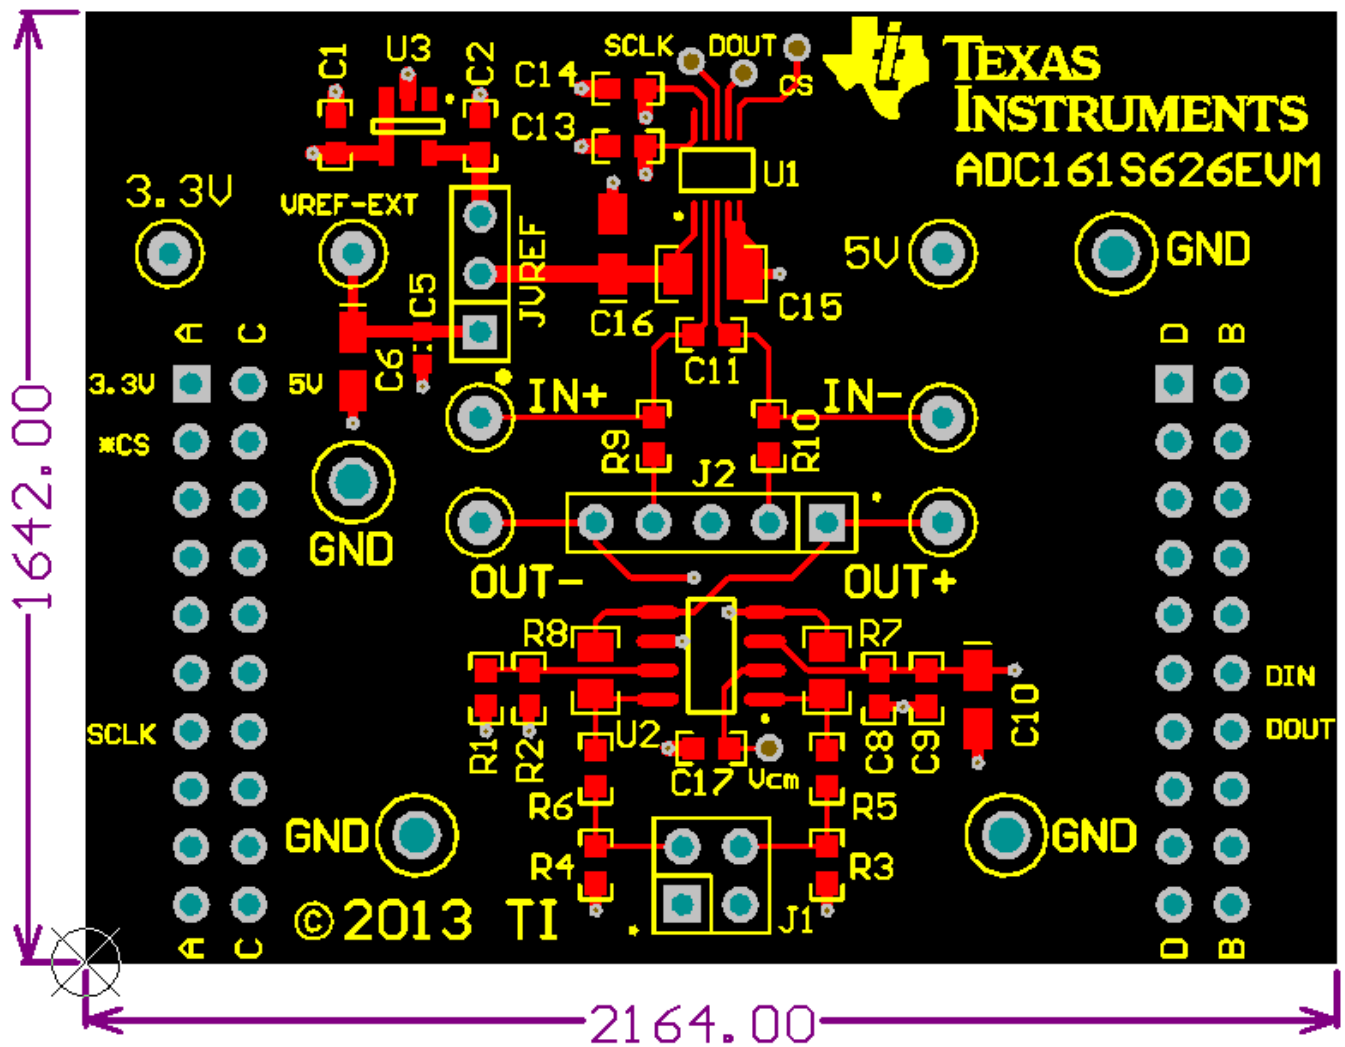 C1
U3
C2
SCLK
DOUT
CS
C14
C13
TEXAS
INSTRUMENTS
ADC161S626EVM
U1
3.3V
VREF-EXT
JVREF
5V
GND
C5
C16
C15
A
C
C6
C11
D
B
3.3V
5V
IN+
IN-
*CS
R9
R10
J2
GND
OUT-
OUT+
R8
R7
DIN
SCLK
R1
R2
U2
C17
Vcm
C8
C9
C10
DOUT
R6
R5
GND
GND
R4
R3
©2013 TI
J1
A
C
D
B
1642.00
2164.00